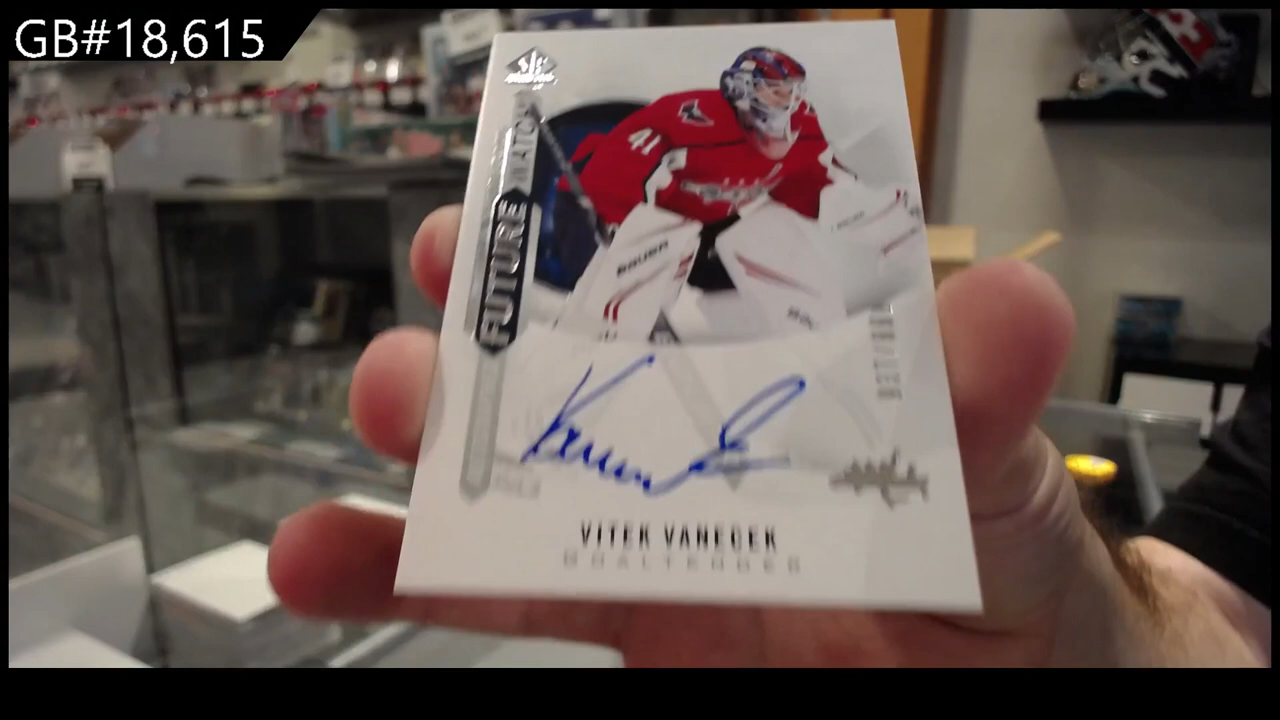 GB#18,615
FUTURE WATCH
41
BAUER
VITEK VANECEK
GOALTENDER